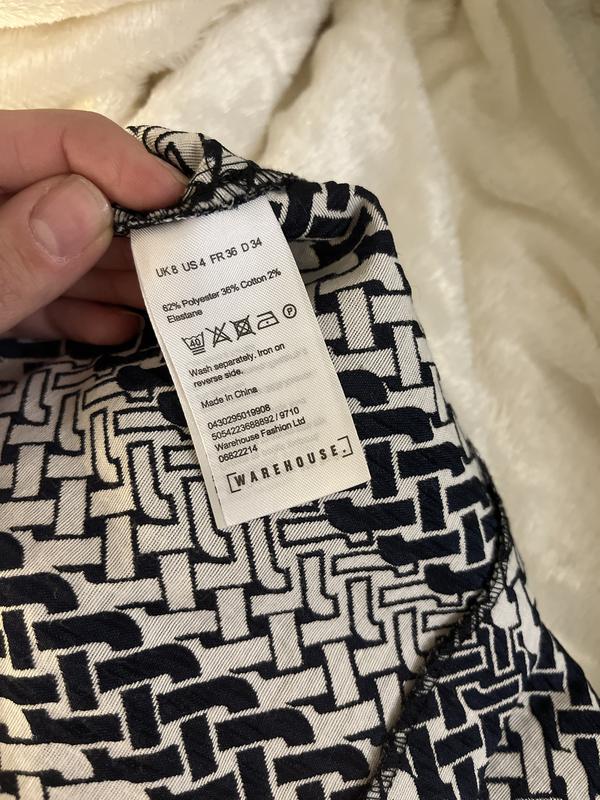 UK 8 US 4 FR 36 D 34
62% Polyester 36% Cotton 2%
Elastane
40 P
Wash separately. Iron on
reverse side.
Made in China
0430295019908
5054223688892 / 9710
Warehouse Fashion Ltd
06822214
[WAREHOUSE.]